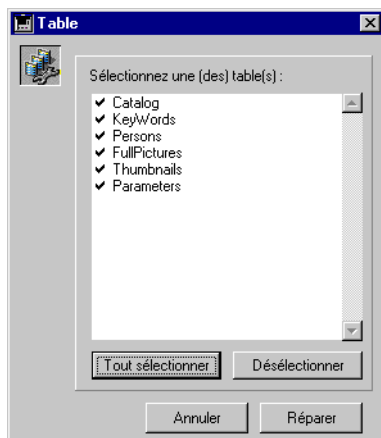 Table
Sélectionnez une (des) table(s) :
Catalog
KeyWords
Persons
FullPictures
Thumbnails
Parameters
Tout sélectionner
Désélectionner
Annuler
Réparer